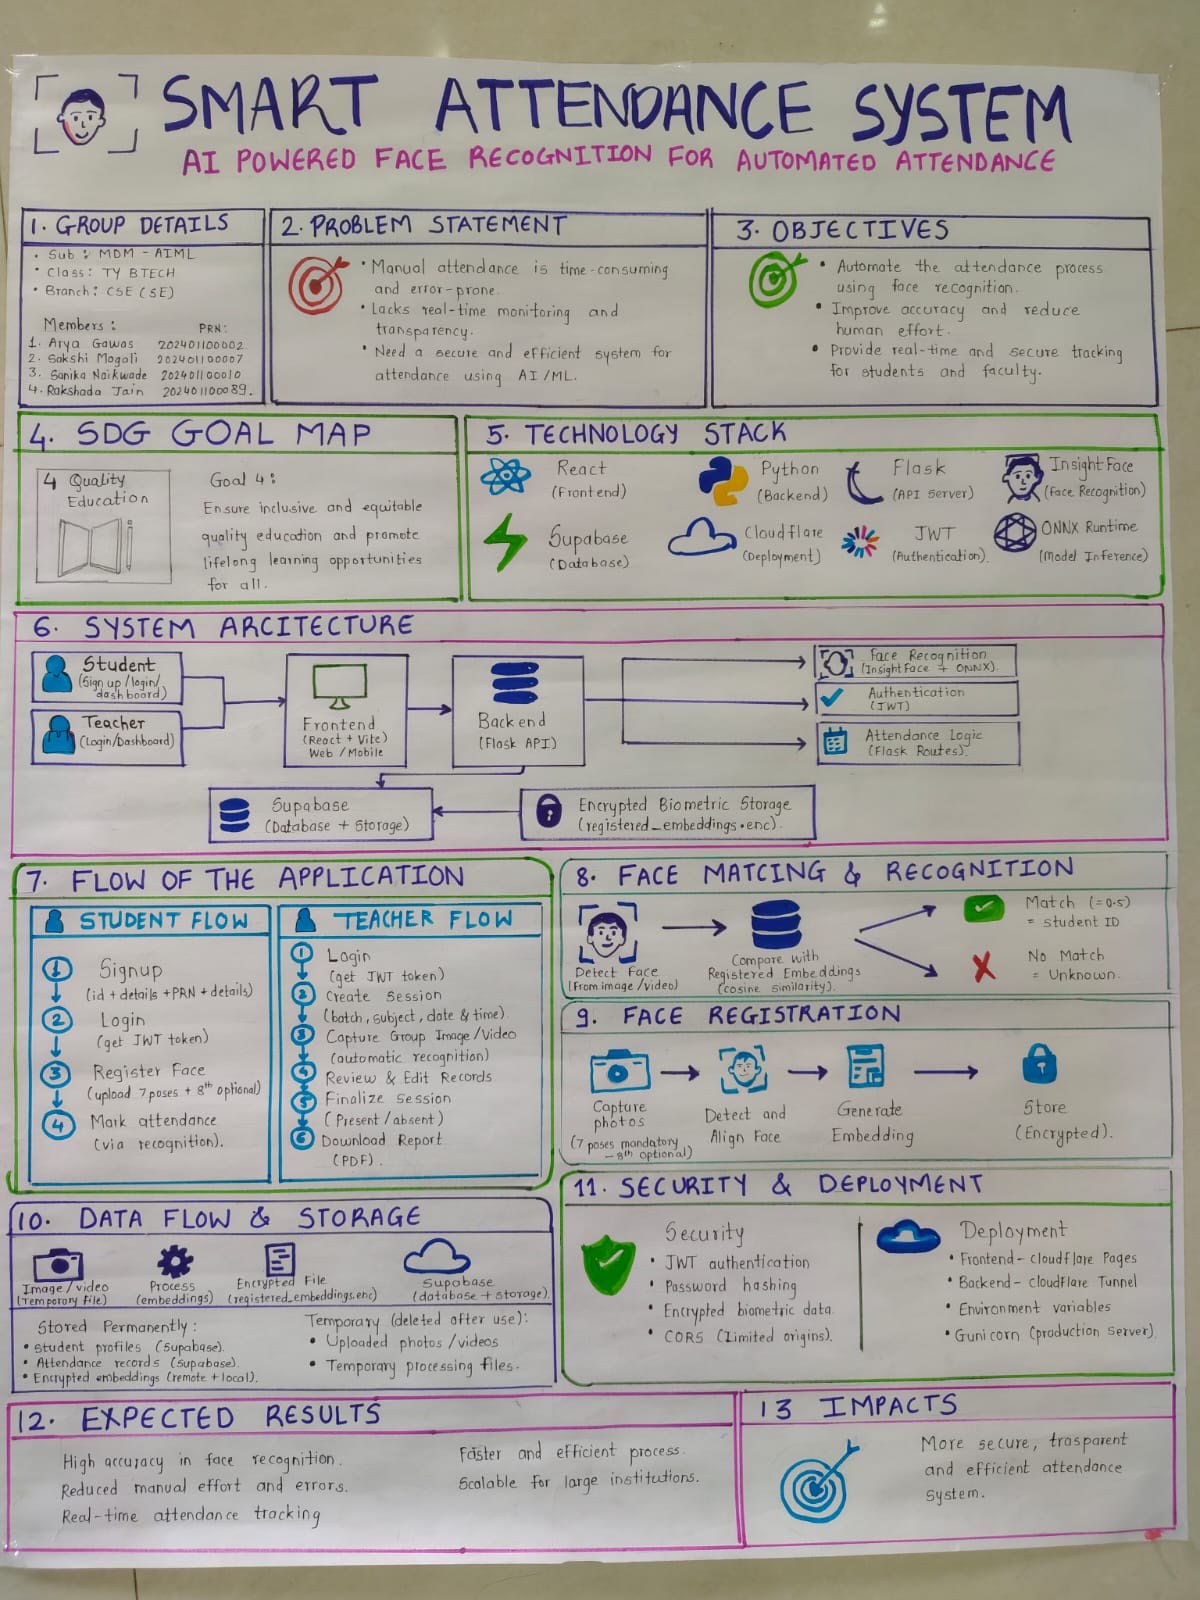 SMART ATTENDANCE SYSTEM
AI POWERED FACE RECOGNITION FOR AUTOMATED ATTENDANCE
1. GROUP DETAILS
• Sub : MDM - AIML
• Class: TY BTECH
• Branch: CSE (SE)
Members : PRN:
1. Arya Gawas 202401100002
2. Sakshi Magali 202401100007
3. Sanika Naikwade 202401100010
4. Rakshada Jain 202401100089.
2. PROBLEM STATEMENT
• Manual attendance is time-consuming
and error-prone.
• Lacks real-time monitoring and
transparency.
• Need a secure and efficient system for
attendance using AI/ML.
3. OBJECTIVES
• Automate the attendance process
using face recognition.
• Improve accuracy and reduce
human effort.
• Provide real-time and secure tracking
for students and faculty.
4. SDG GOAL MAP
4 Quality
Education
Goal 4:
Ensure inclusive and equitable
quality education and promote
lifelong learning opportunities
for all.
5. TECHNOLOGY STACK
React
(Frontend)
Python
(Backend)
Flask
(API Server)
InsightFace
(Face Recognition)
Supabase
(Database)
Cloudflare
(Deployment)
JWT
(Authentication).
ONNX Runtime
(Model Inference)
6. SYSTEM ARCITECTURE
Student
(Sign up/login/
dashboard)
Teacher
(Login/Dashboard)
Frontend
(React + Vite)
Web/Mobile
Backend
(Flask API)
Face Recognition
(InsightFace + ONNX).
Authentication
(JWT)
Attendance Logic
(Flask Routes).
Supabase
(Database + Storage)
Encrypted Biometric Storage
(registered_embeddings.enc).
7. FLOW OF THE APPLICATION
STUDENT FLOW
1 Signup
(id + details +PRN + details)
2 Login
(get JWT token)
3 Register Face
(upload 7poses + 8th optional)
4 Mark attendance
(via recognition).
TEACHER FLOW
1 Login
(get JWT token)
2 Create Session
(batch, subject, date & time)
3 Capture Group Image/Video
(automatic recognition)
4 Review & Edit Records
5 Finalize Session
(Present/absent)
6 Download Report
(PDF).
8. FACE MATCING & RECOGNITION
Detect Face
(From image/video)
Compare with
Registered Embeddings
(cosine similarity).
Match (=0.5)
= student ID
No Match
= Unknown.
9. FACE REGISTRATION
Capture
photos
(7 poses mandatory
- 8th optional)
Detect and
Align Face
Generate
Embedding
Store
(Encrypted).
10. DATA FLOW & STORAGE
Image/video
(Temporary File)
Process
(embeddings)
Encrypted File
(registered_embeddings.enc)
Supabase
(database + storage).
Stored Permanently:
• Student profiles (Supabase).
• Attendance records (Supabase).
• Encrypted embeddings (remote + local).
Temporary (deleted after use):
• Uploaded photos/videos
• Temporary processing files.
11. SECURITY & DEPLOYMENT
Security
• JWT authentication
• Password hashing
• Encrypted biometric data.
• CORS (Limited origins).
Deployment
• Frontend - cloudflare Pages
• Backend - cloudflare Tunnel
• Environment variables
• Gunicorn (production Server).
12. EXPECTED RESULTS
High accuracy in face recognition.
Reduced manual effort and errors.
Real-time attendance tracking
Faster and efficient process.
Scalable for large institutions.
13 IMPACTS
More secure, trasparent
and efficient attendance
system.